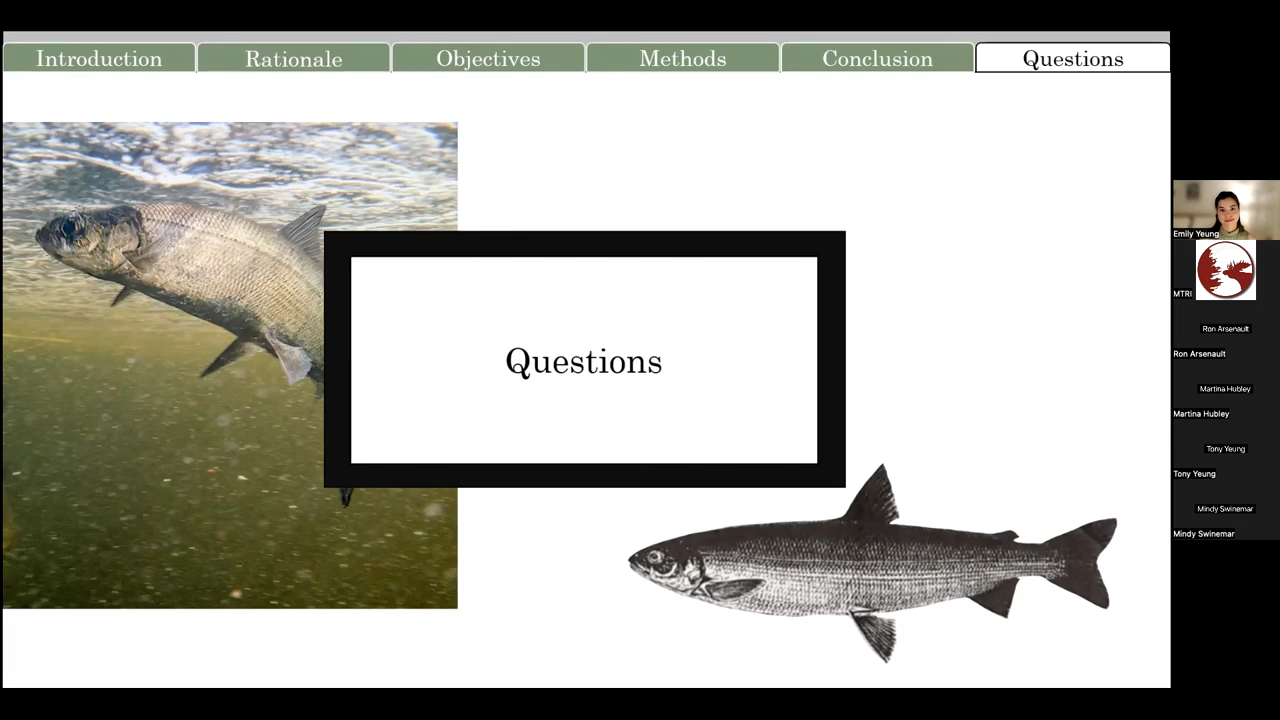 Introduction
Rationale
Objectives
Methods
Conclusion
Questions
Questions
Emily Yeung
MTRI
Ron Arsenault
Ron Arsenault
Martina Hubley
Martina Hubley
Tony Yeung
Tony Yeung
Mindy Swinemar
Mindy Swinemar